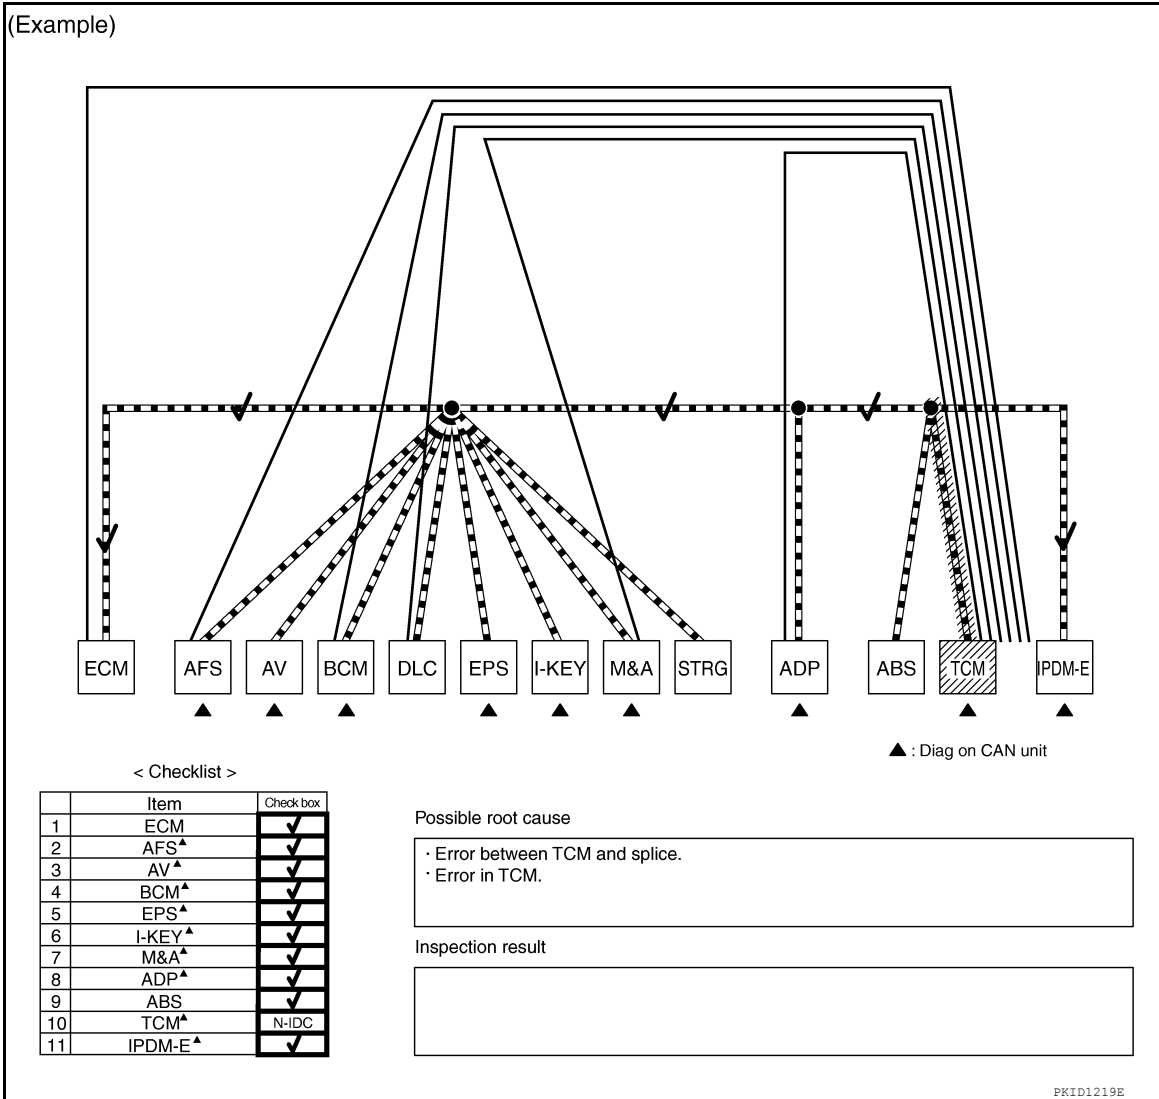 (Example)
ECM AFS AV BCM DLC EPS I-KEY M&A STRG ADP ABS TCM IPDM-E
▲ ▲ ▲ ▲ ▲ ▲ ▲ ▲ ▲
▲ : Diag on CAN unit
< Checklist >
Item Check box
1 ECM ✓
2 AFS▲ ✓
3 AV▲ ✓
4 BCM▲ ✓
5 EPS▲ ✓
6 I-KEY▲ ✓
7 M&A▲ ✓
8 ADP▲ ✓
9 ABS ✓
10 TCM▲ N-IDC
11 IPDM-E▲ ✓
Possible root cause
· Error between TCM and splice.
· Error in TCM.
Inspection result
PKID1219E